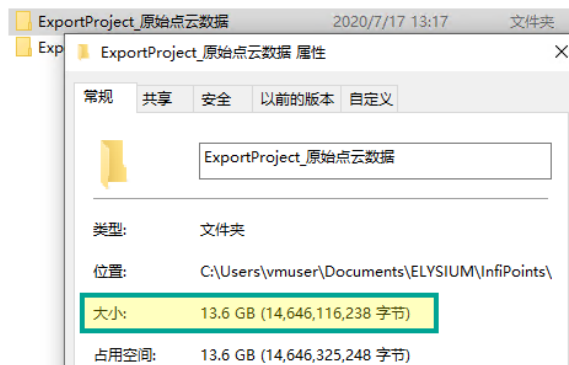 ExportProject_原始点云数据 2020/7/17 13:17 文件夹
Exp
ExportProject_原始点云数据 属性
常规 共享 安全 以前的版本 自定义
ExportProject_原始点云数据
类型: 文件夹
位置: C:\Users\vmuser\Documents\ELYSIUM\InfiPoints\
大小: 13.6 GB (14,646,116,238 字节)
占用空间: 13.6 GB (14,646,325,248 字节)